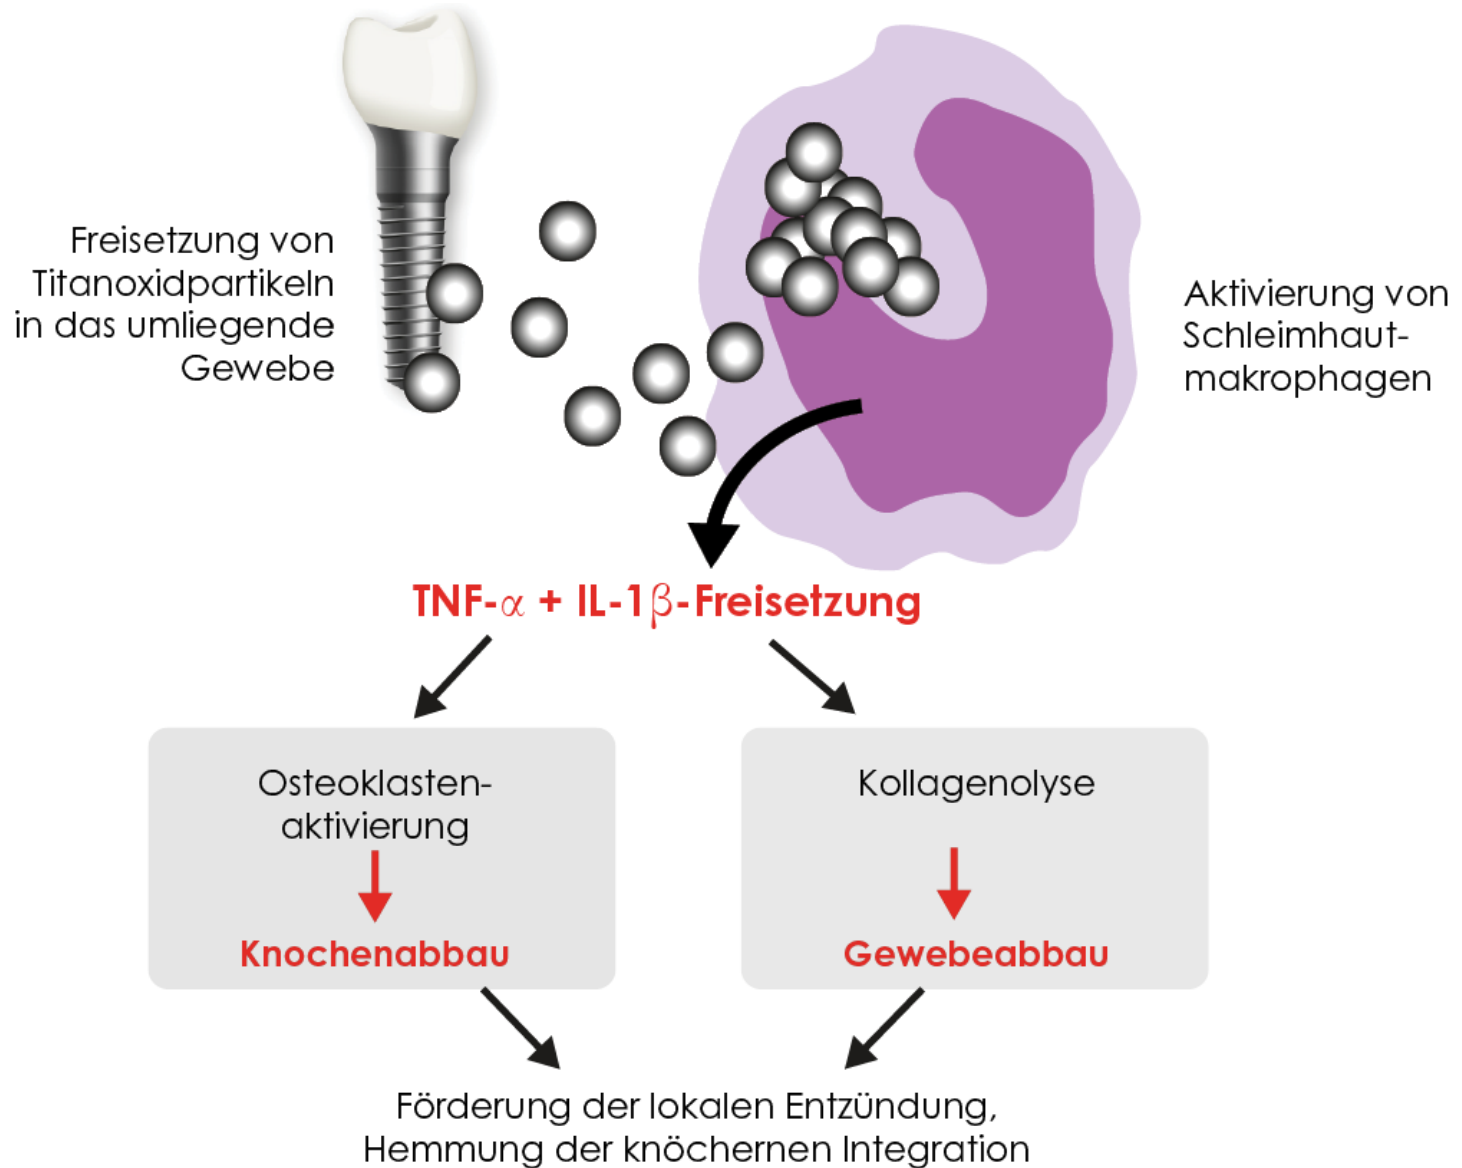 Freisetzung von
Titanoxidpartikeln
in das umliegende
Gewebe
Aktivierung von
Schleimhaut-
makrophagen
TNF-α + IL-1β-Freisetzung
Osteoklasten-
aktivierung
Knochenabbau
Kollagenolyse
Gewebeabbau
Förderung der lokalen Entzündung,
Hemmung der knöchernen Integration